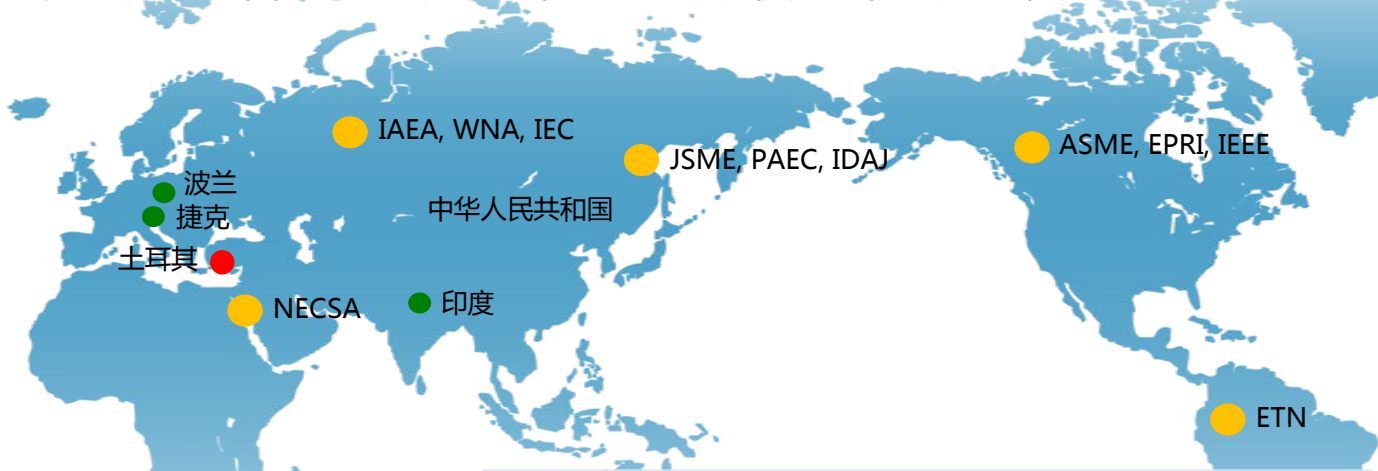 IAEA, WNA, IEC
ASME, EPRI, IEEE
JSME, PAEC, IDAJ
波兰
中华人民共和国
捷克
土耳其
NECSA
印度
ETN